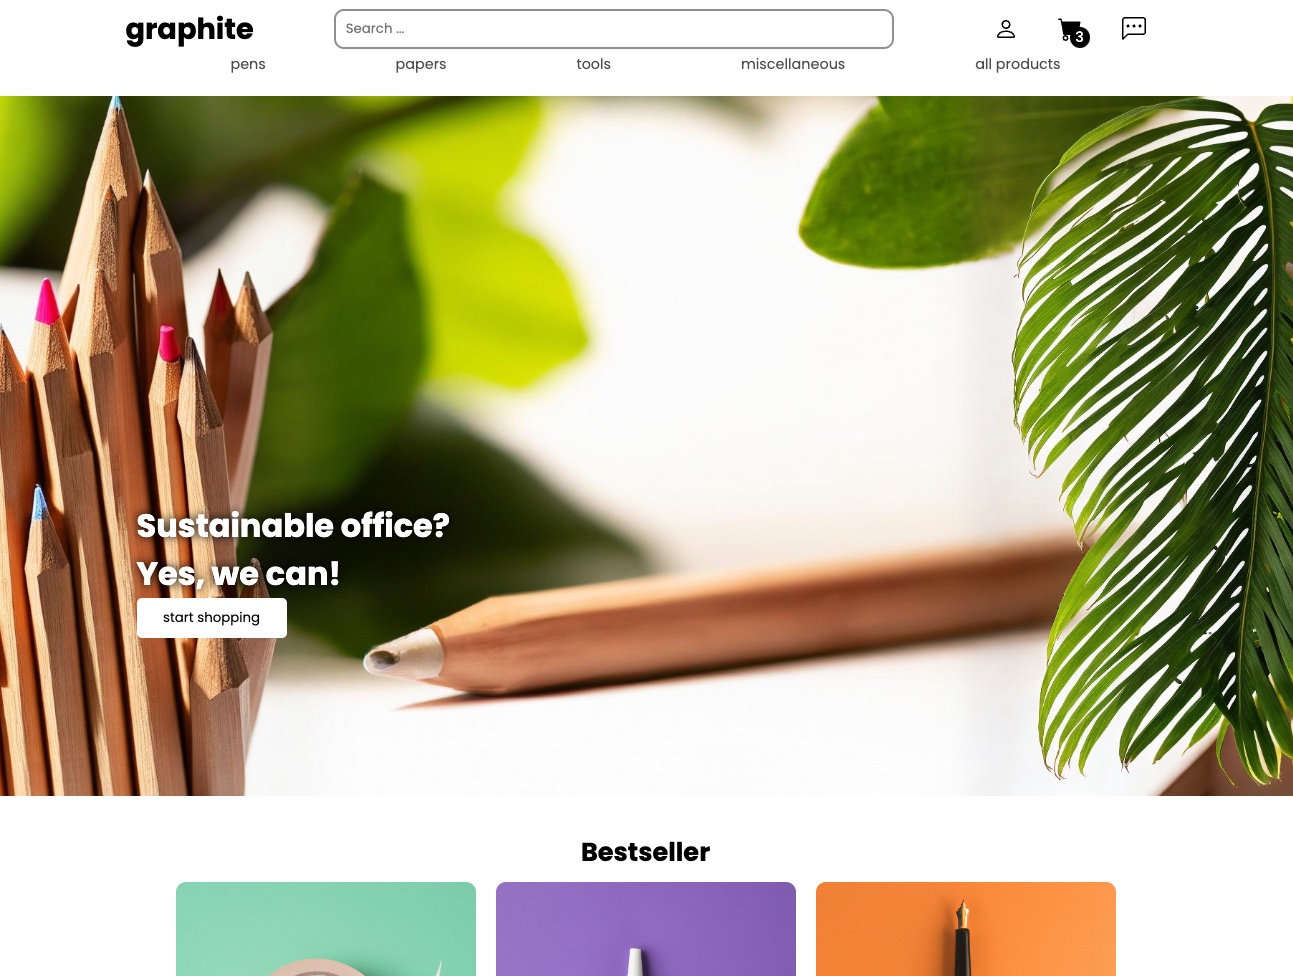 graphite
Search ...
3
pens
papers
tools
miscellaneous
all products
Sustainable office?
Yes, we can!
start shopping
Bestseller